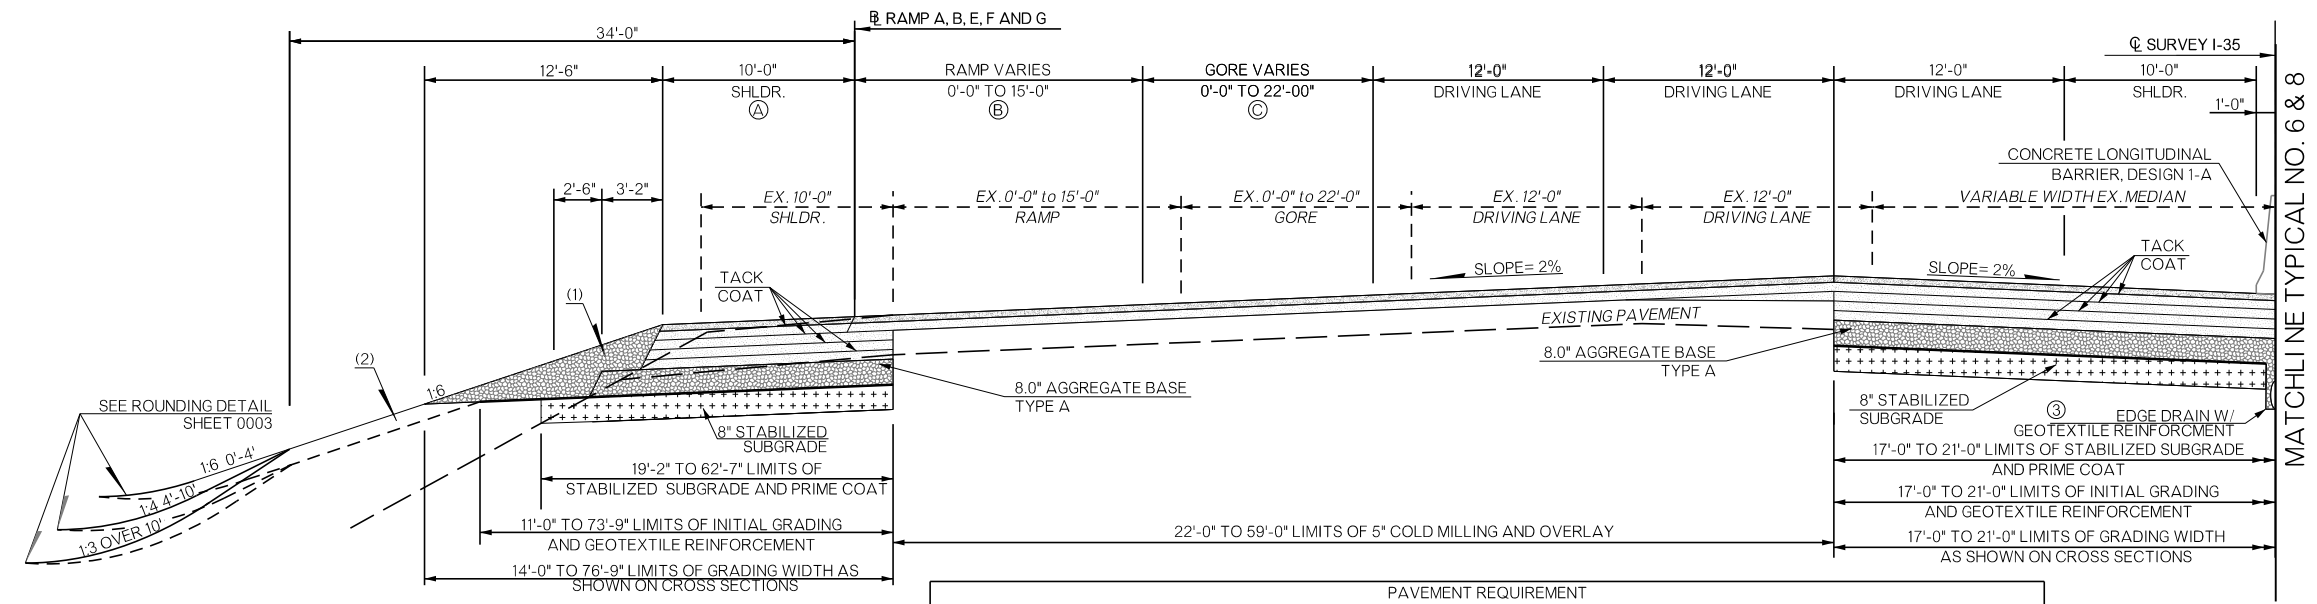 ℄ RAMP A, B, E, F AND G
34'-0"
℄ SURVEY I-35
12'-6"
10'-0"
SHLDR.
A
RAMP VARIES
0'-0" TO 15'-0"
B
GORE VARIES
0'-0" TO 22'-00"
C
12'-0"
DRIVING LANE
12'-0"
DRIVING LANE
12'-0"
DRIVING LANE
10'-0"
SHLDR.
1'-0"
MATCHLINE TYPICAL NO. 6 & 8
CONCRETE LONGITUDINAL
BARRIER, DESIGN 1-A
2'-6"
3'-2"
EX. 10'-0"
SHLDR.
EX. 0'-0" to 15'-0"
RAMP
EX. 0'-0" to 22'-0"
GORE
EX. 12'-0"
DRIVING LANE
EX. 12'-0"
DRIVING LANE
VARIABLE WIDTH EX. MEDIAN
TACK
COAT
TACK
COAT
SLOPE= 2%
SLOPE= 2%
(1)
(2)
EXISTING PAVEMENT
8.0" AGGREGATE BASE
TYPE A
8.0" AGGREGATE BASE
TYPE A
1:6
SEE ROUNDING DETAIL
SHEET 0003
8" STABILIZED
SUBGRADE
8" STABILIZED
SUBGRADE
3
EDGE DRAIN W/
GEOTEXTILE REINFORCMENT
1:6 0'-4'
1:4 4'-10'
1:3 OVER 10'
19'-2" TO 62'-7" LIMITS OF
STABILIZED SUBGRADE AND PRIME COAT
17'-0" TO 21'-0" LIMITS OF STABILIZED SUBGRADE
AND PRIME COAT
11'-0" TO 73'-9" LIMITS OF INITIAL GRADING
AND GEOTEXTILE REINFORCEMENT
17'-0" TO 21'-0" LIMITS OF INITIAL GRADING
AND GEOTEXTILE REINFORCEMENT
22'-0" TO 59'-0" LIMITS OF 5" COLD MILLING AND OVERLAY
14'-0" TO 76'-9" LIMITS OF GRADING WIDTH AS
SHOWN ON CROSS SECTIONS
17'-0" TO 21'-0" LIMITS OF GRADING WIDTH
AS SHOWN ON CROSS SECTIONS
PAVEMENT REQUIREMENT